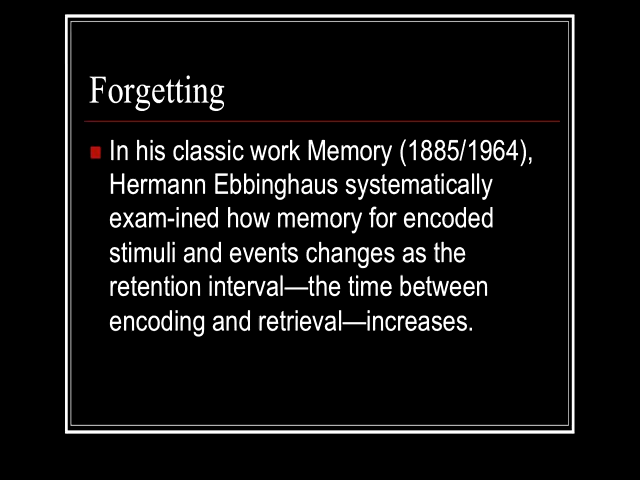 Forgetting
In his classic work Memory (1885/1964),
Hermann Ebbinghaus systematically
exam-ined how memory for encoded
stimuli and events changes as the
retention interval—the time between
encoding and retrieval—increases.